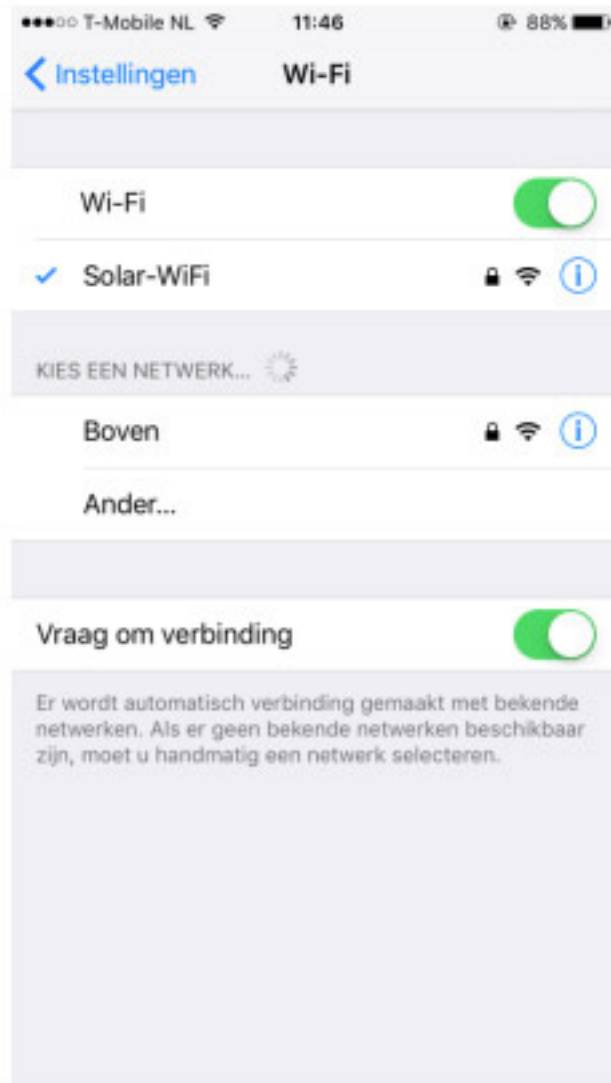 T-Mobile NL 11:46 88%
Instellingen Wi-Fi
Wi-Fi
Solar-WiFi
KIES EEN NETWERK...
Boven
Ander...
Vraag om verbinding
Er wordt automatisch verbinding gemaakt met bekende
netwerken. Als er geen bekende netwerken beschikbaar
zijn, moet u handmatig een netwerk selecteren.